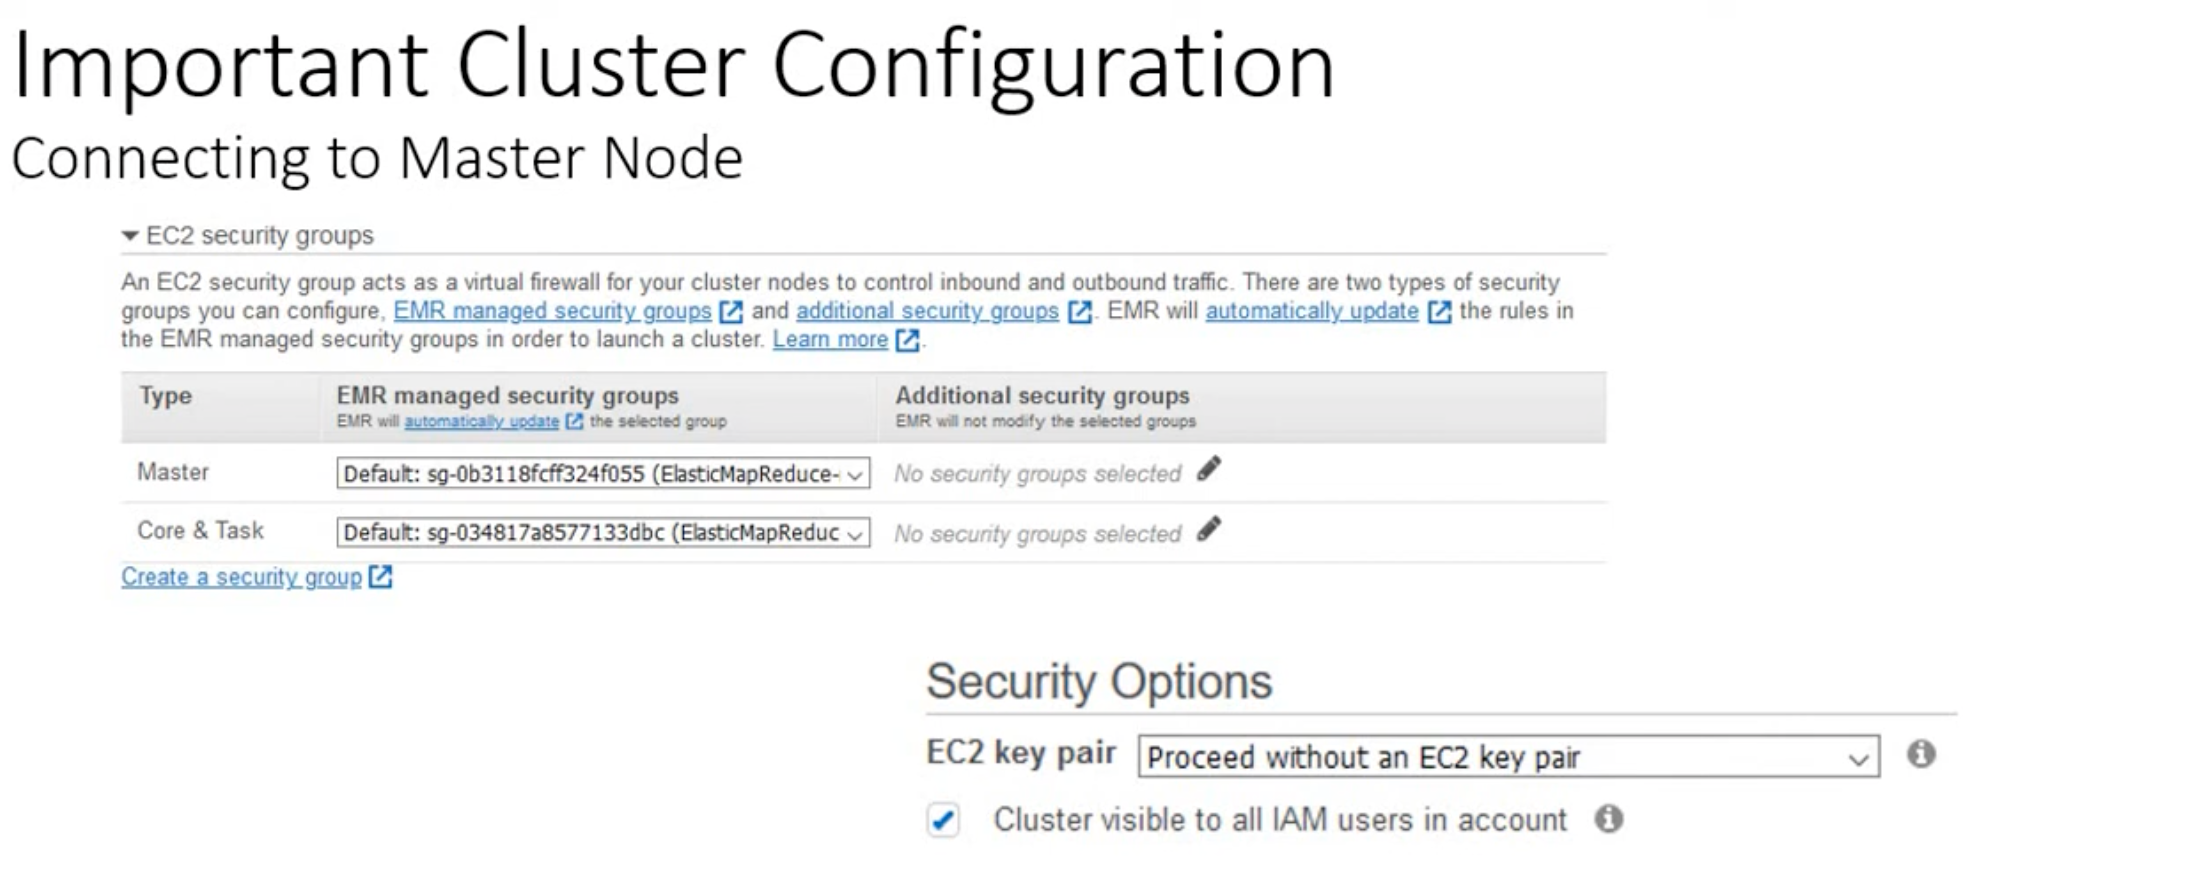 Important Cluster Configuration
Connecting to Master Node
EC2 security groups
An EC2 security group acts as a virtual firewall for your cluster nodes to control inbound and outbound traffic. There are two types of security
groups you can configure, EMR managed security groups and additional security groups. EMR will automatically update the rules in
the EMR managed security groups in order to launch a cluster. Learn more.
Type EMR managed security groups Additional security groups
EMR will automatically update the selected group EMR will not modify the selected groups
Master Default: sg-0b3118fcff324f055 (ElasticMapReduce- No security groups selected
Core & Task Default: sg-034817a8577133dbc (ElasticMapReduc No security groups selected
Create a security group
Security Options
EC2 key pair Proceed without an EC2 key pair
Cluster visible to all IAM users in account